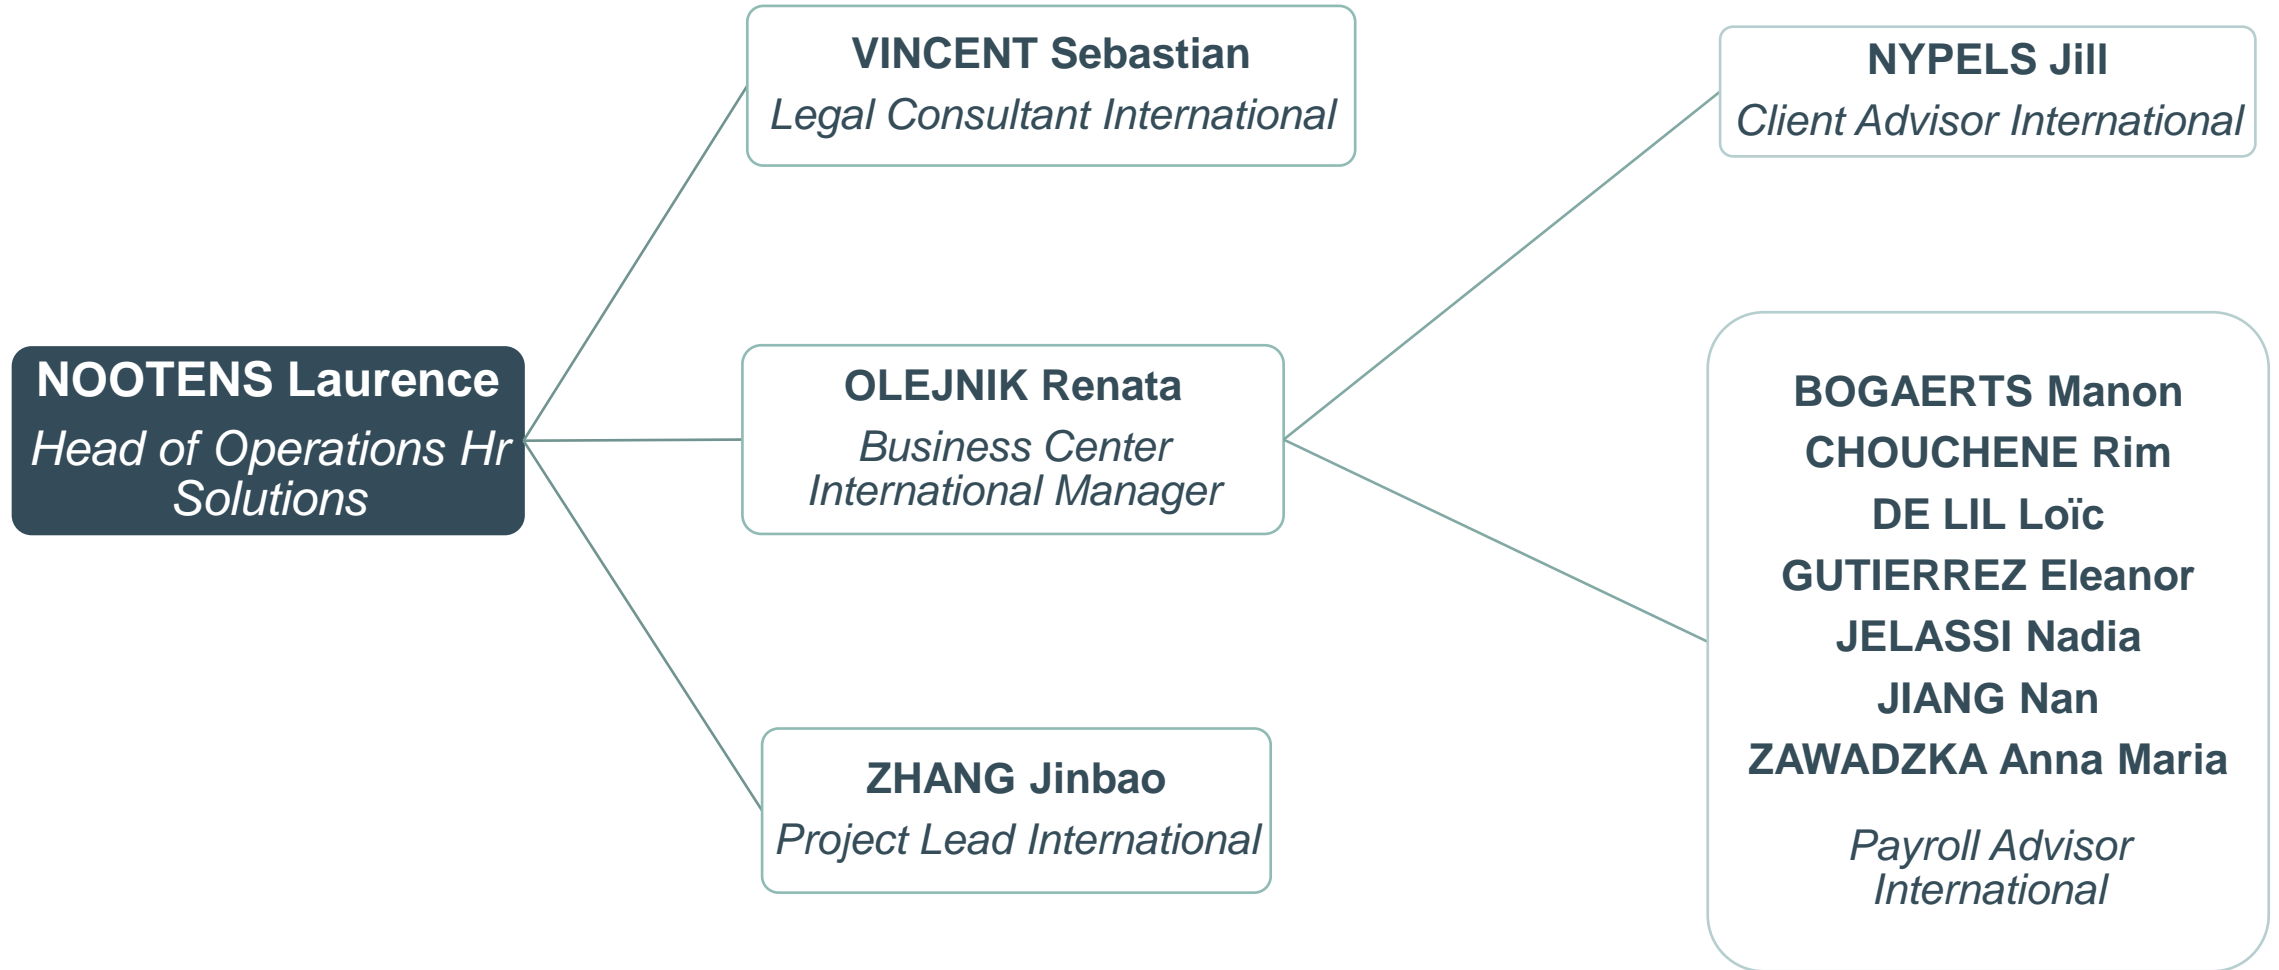 NOOTENS Laurence
Head of Operations Hr
Solutions
VINCENT Sebastian
Legal Consultant International
OLEJNIK Renata
Business Center
International Manager
ZHANG Jinbao
Project Lead International
NYPELS Jill
Client Advisor International
BOGAERTS Manon
CHOUCHENE Rim
DE LIL Loïc
GUTIERREZ Eleanor
JELASSI Nadia
JIANG Nan
ZAWADZKA Anna Maria
Payroll Advisor
International